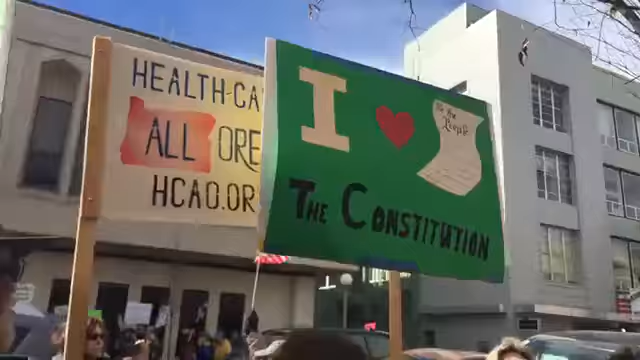 HEALTH-CA
ALL ORE
HCAO.OR
I
We the
People
THE CONSTITUTION